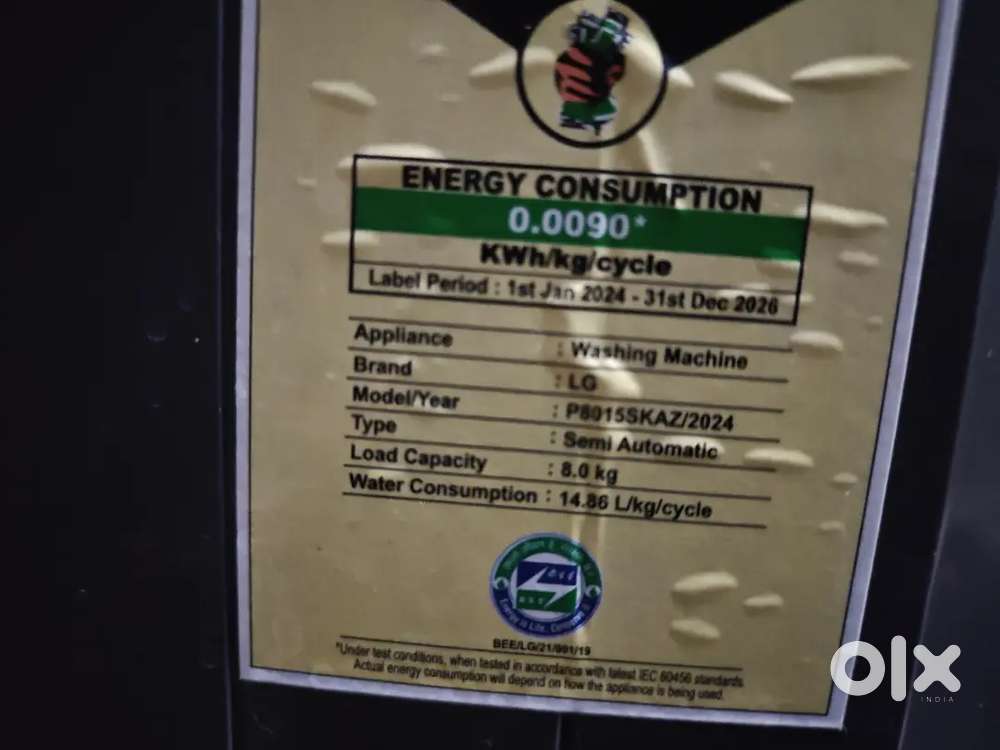 ENERGY CONSUMPTION
0.0090*
KWh/kg/cycle
Label Period : 1st Jan 2024 - 31st Dec 2026
Appliance : Washing Machine
Brand : LG
Model/Year : P8015SKAZ/2024
Type : Semi Automatic
Load Capacity : 8.0 kg
Water Consumption : 14.86 L/kg/cycle
BEE/LG/21/001/19
*Under test conditions, when tested in accordance with latest IEC 60456 standards.
Actual energy consumption will depend on how the appliance is being used.
olx
INDIA